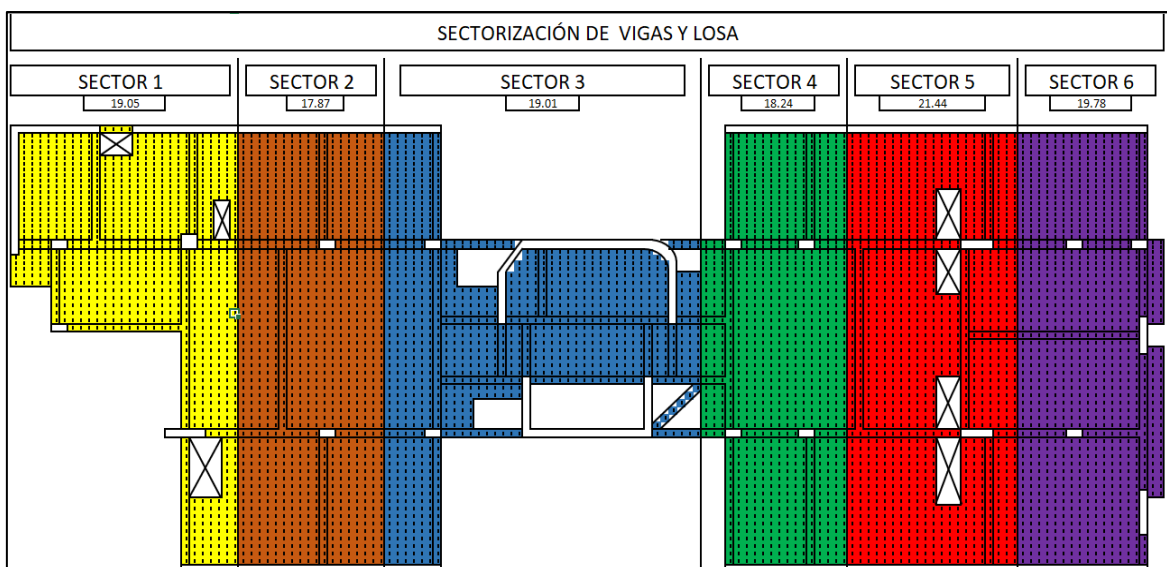 SECTORIZACIÓN DE VIGAS Y LOSA
SECTOR 1 SECTOR 2 SECTOR 3 SECTOR 4 SECTOR 5 SECTOR 6
19.05 17.87 19.01 18.24 21.44 19.78